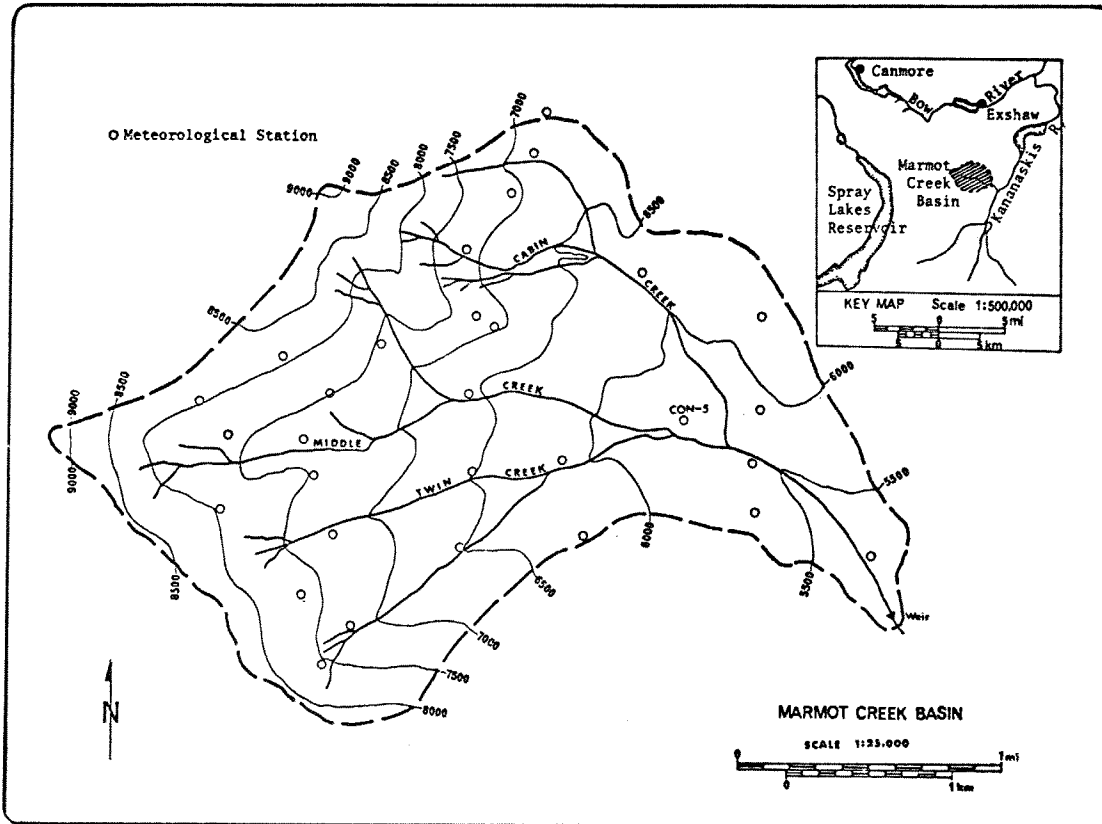 Meteorological Station
9000
9000
8500
8000
7500
7000
8500
8500
9000
8500
9000
8500
6000
5500
6000
5500
6500
7000
7500
8000
CABIN
CREEK
MIDDLE
CREEK
TWIN
CREEK
CON-5
Weir
N
Canmore
Bow
River
Exshaw
Kananaskis
R.
Marmot
Creek
Basin
Spray
Lakes
Reservoir
KEY MAP Scale 1:500,000
5 0 5 mi
5 0 5 km
MARMOT CREEK BASIN
SCALE 1:25.000
0 1 mi
0 1 km